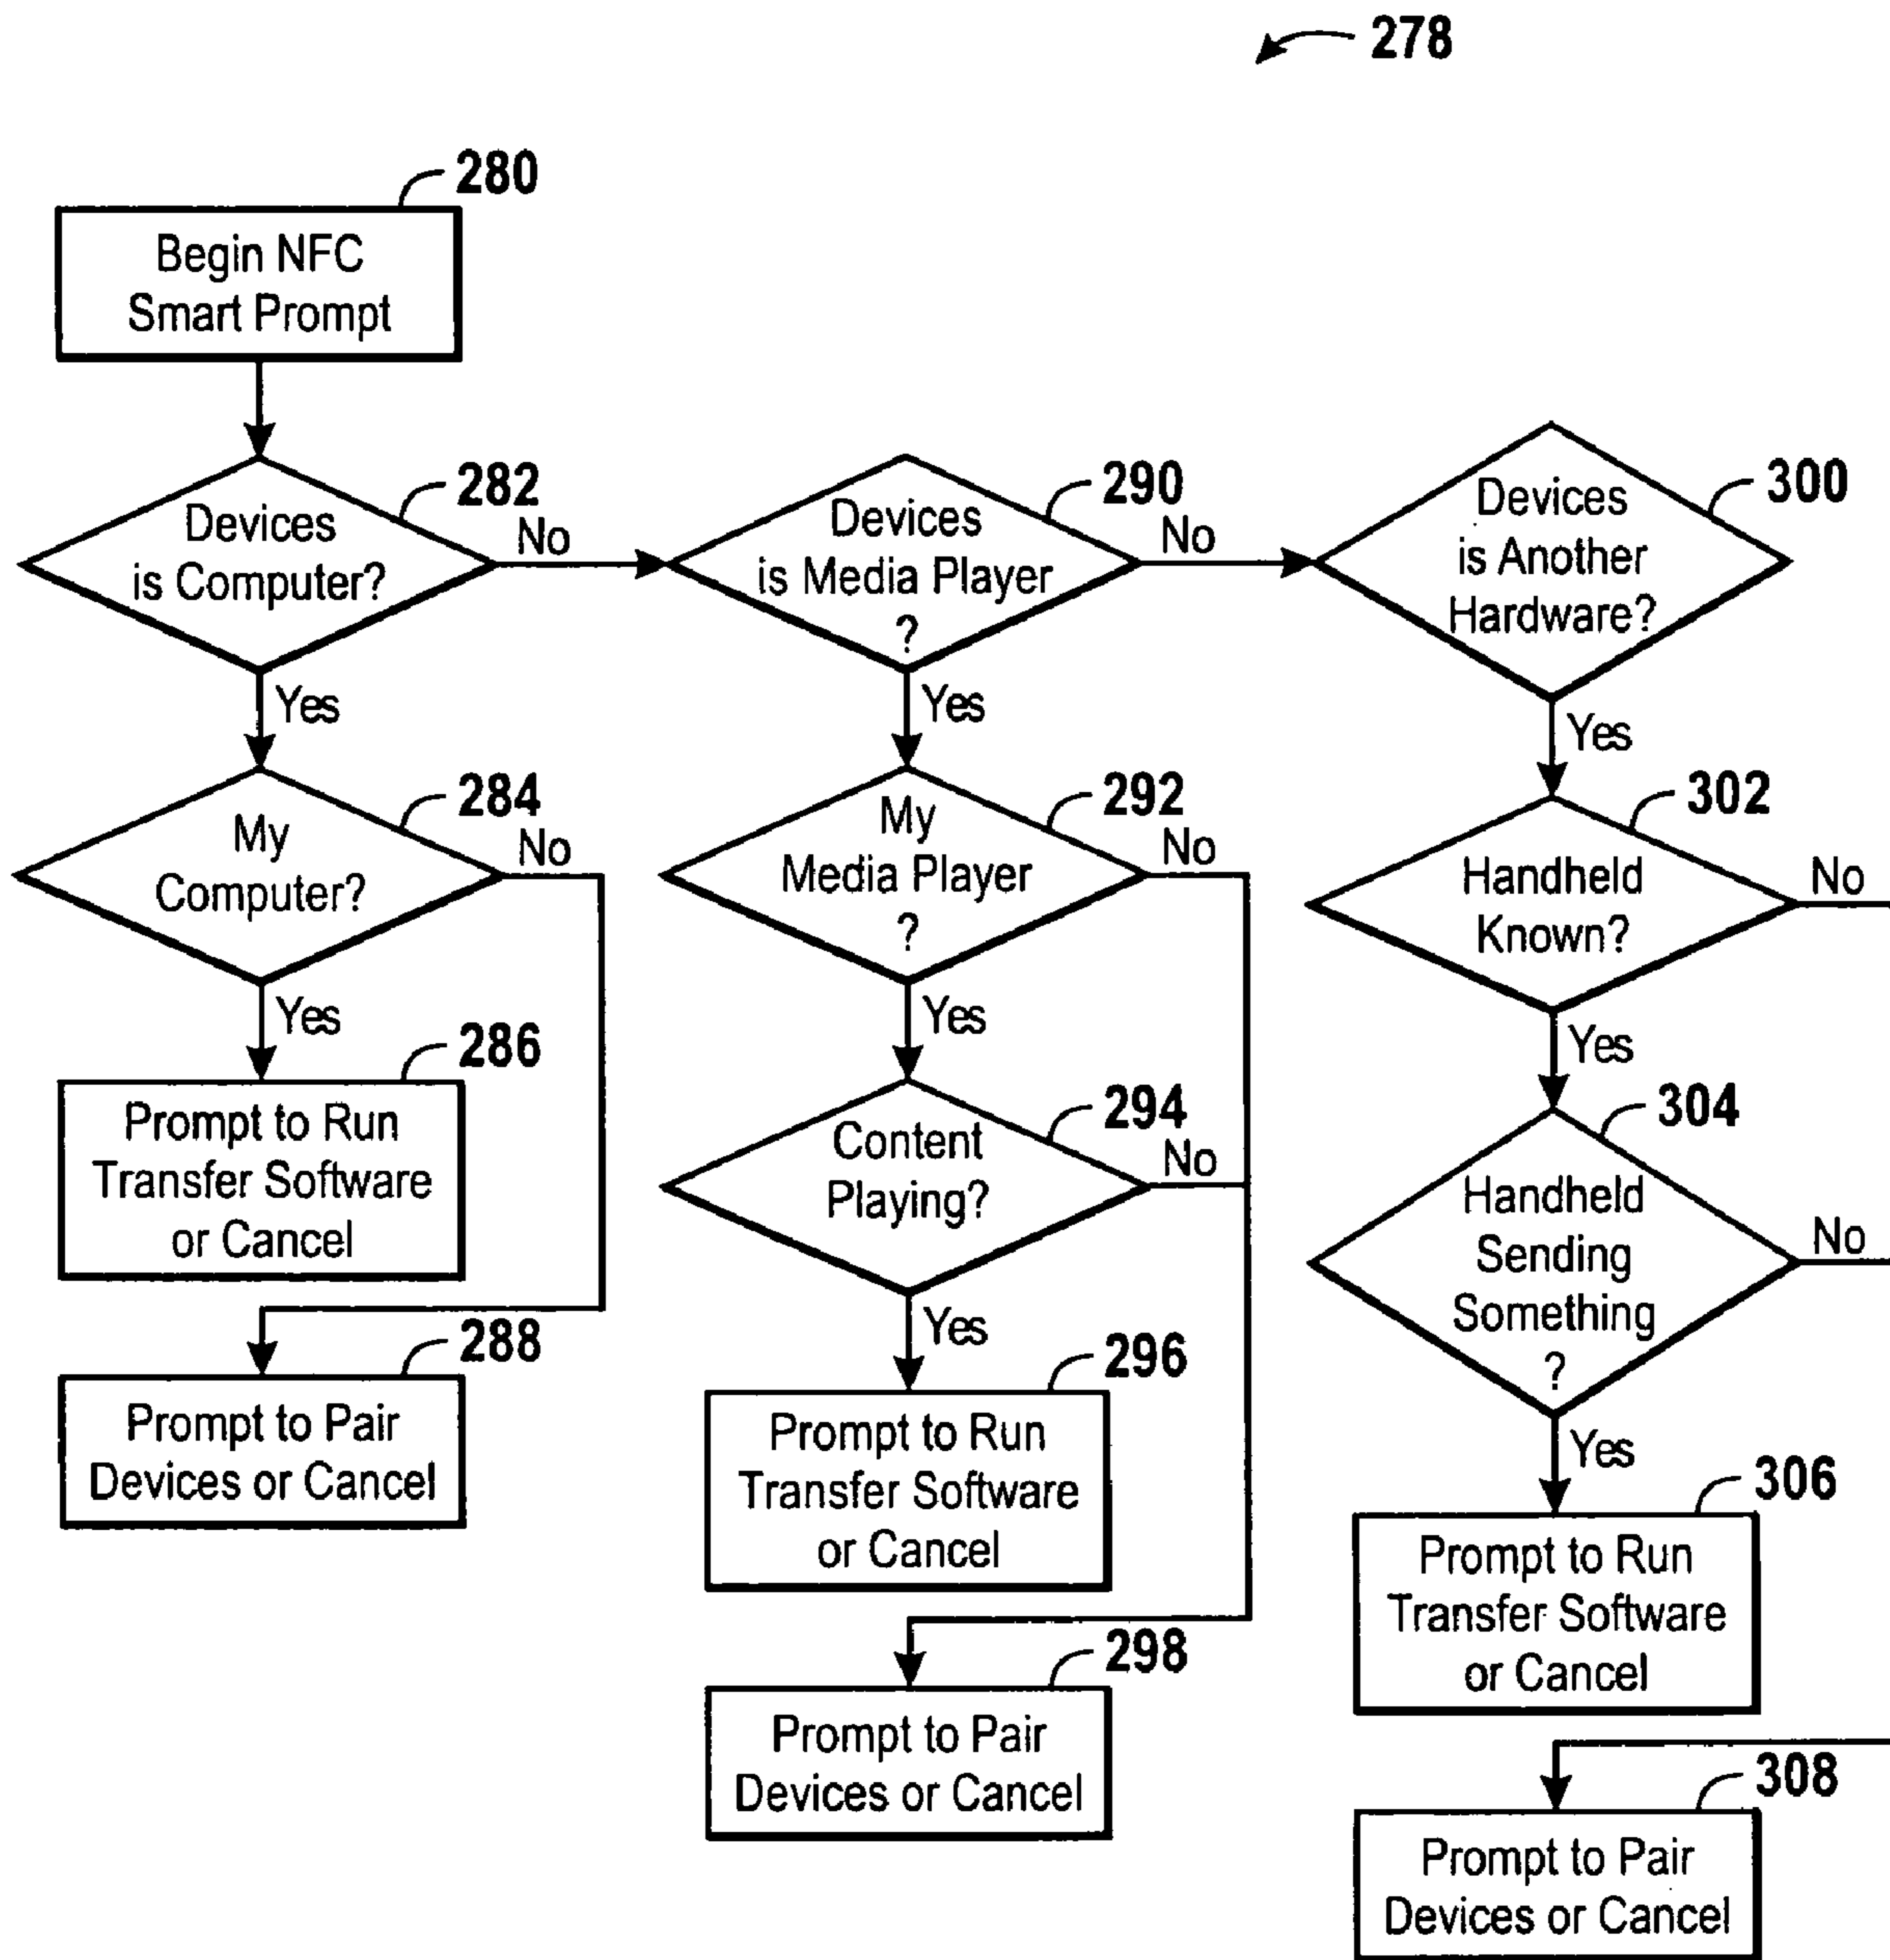 278
280
Begin NFC
Smart Prompt
282
Devices
is Computer?
No
Yes
284
My
Computer?
No
Yes
286
Prompt to Run
Transfer Software
or Cancel
288
Prompt to Pair
Devices or Cancel
290
Devices
is Media Player
?
No
Yes
292
My
Media Player
?
No
Yes
294
Content
Playing?
No
Yes
296
Prompt to Run
Transfer Software
or Cancel
298
Prompt to Pair
Devices or Cancel
300
Devices
is Another
Hardware?
Yes
302
Handheld
Known?
No
Yes
304
Handheld
Sending
Something
?
No
Yes
306
Prompt to Run
Transfer Software
or Cancel
308
Prompt to Pair
Devices or Cancel